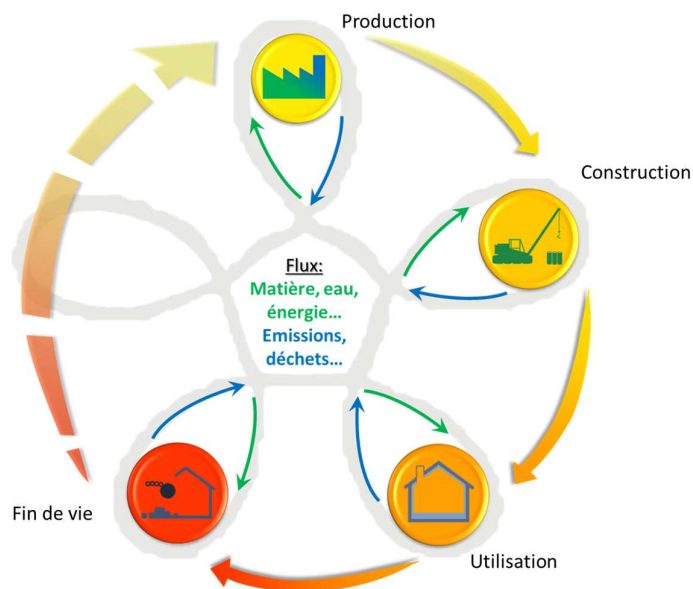 Production
Construction
Flux:
Matière, eau,
énergie...
Emissions,
déchets...
Fin de vie
Utilisation